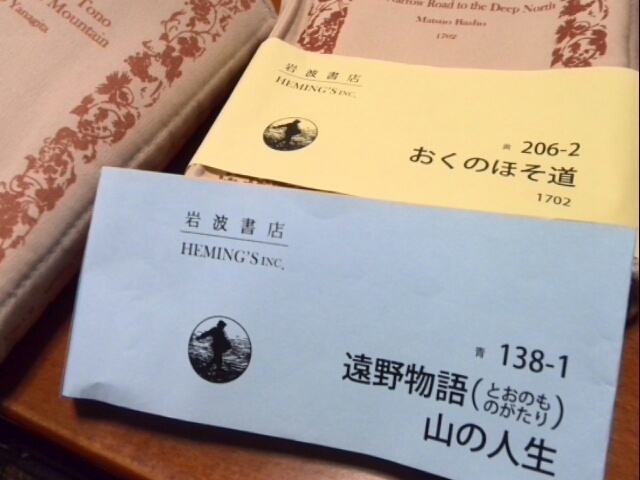 Tono
Mountain
Yanagita
Narrow Road to the Deep North
Matsuo Basho
1702
岩波書店
HEMING'S INC.
黄 206-2
おくのほそ道
1702
岩波書店
HEMING'S INC.
青 138-1
遠野物語(とおのものがたり)
山の人生